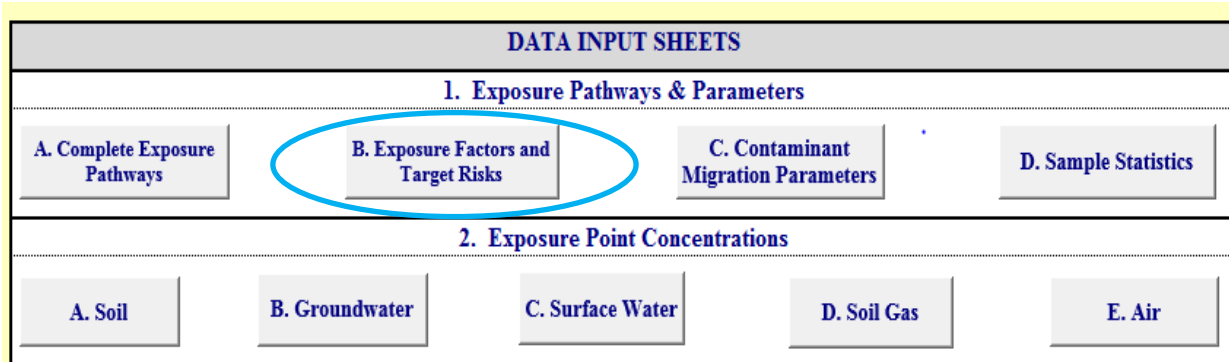 DATA INPUT SHEETS
1. Exposure Pathways & Parameters
A. Complete Exposure
Pathways
B. Exposure Factors and
Target Risks
C. Contaminant
Migration Parameters
D. Sample Statistics
2. Exposure Point Concentrations
A. Soil
B. Groundwater
C. Surface Water
D. Soil Gas
E. Air